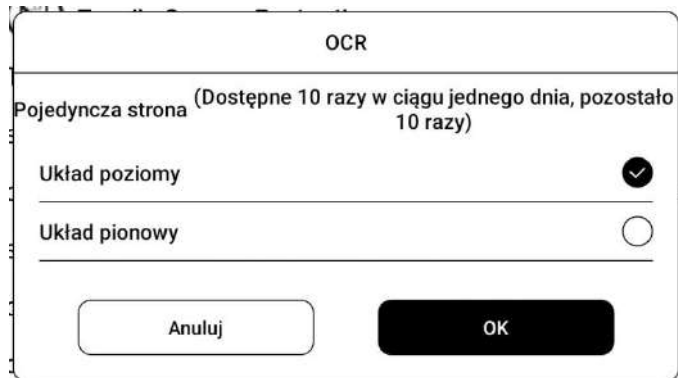 OCR
Pojedyncza strona (Dostępne 10 razy w ciągu jednego dnia, pozostało
10 razy)
Układ poziomy
Układ pionowy
Anuluj
OK